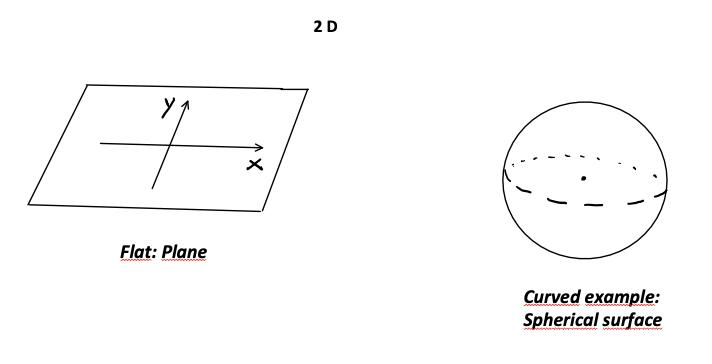 2 D
y
x
Flat: Plane
Curved example:
Spherical surface